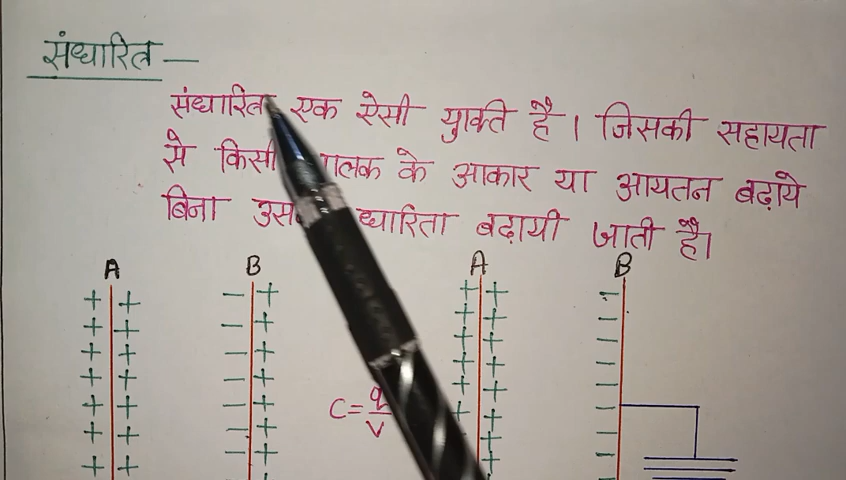 संधारित्र —
संधारित्र एक ऐसी युक्ति है । जिसकी सहायता
से किसी के आकार या आयतन बढ़ाये
बिना धारिता बढ़ायी जाती है।
A B A B
C = q/V